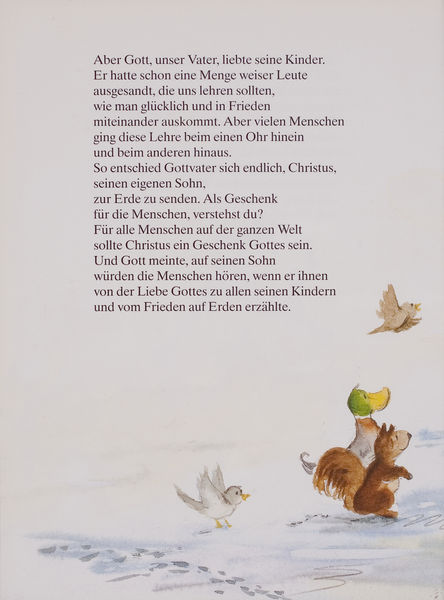 Aber Gott, unser Vater, liebte seine Kinder.
Er hatte schon eine Menge weiser Leute
ausgesandt, die uns lehren sollten,
wie man glücklich und in Frieden
miteinander auskommt. Aber vielen Menschen
ging diese Lehre beim einen Ohr hinein
und beim anderen hinaus.
So entschied Gottvater sich endlich, Christus,
seinen eigenen Sohn,
zur Erde zu senden. Als Geschenk
für die Menschen, verstehst du?
Für alle Menschen auf der ganzen Welt
sollte Christus ein Geschenk Gottes sein.
Und Gott meinte, auf seinen Sohn
würden die Menschen hören, wenn er ihnen
von der Liebe Gottes zu allen seinen Kindern
und vom Frieden auf Erden erzählte.